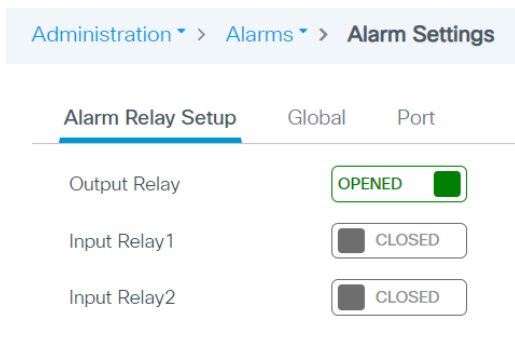 Administration > Alarms > Alarm Settings
Alarm Relay Setup Global Port
Output Relay OPENED
Input Relay1 CLOSED
Input Relay2 CLOSED